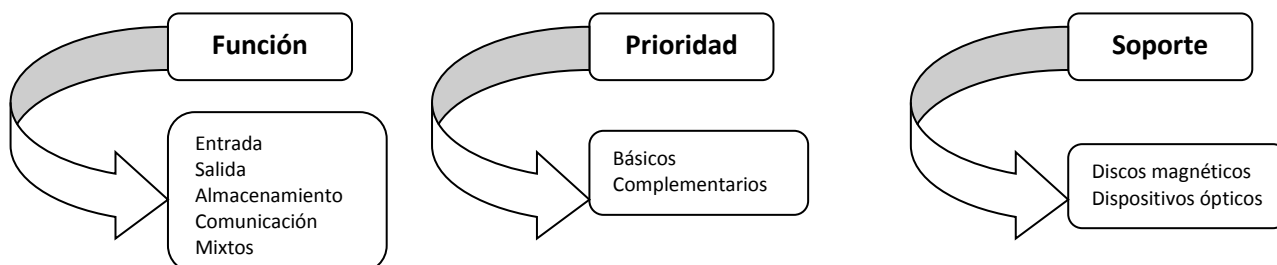 Función
Entrada
Salida
Almacenamiento
Comunicación
Mixtos
Prioridad
Básicos
Complementarios
Soporte
Discos magnéticos
Dispositivos ópticos